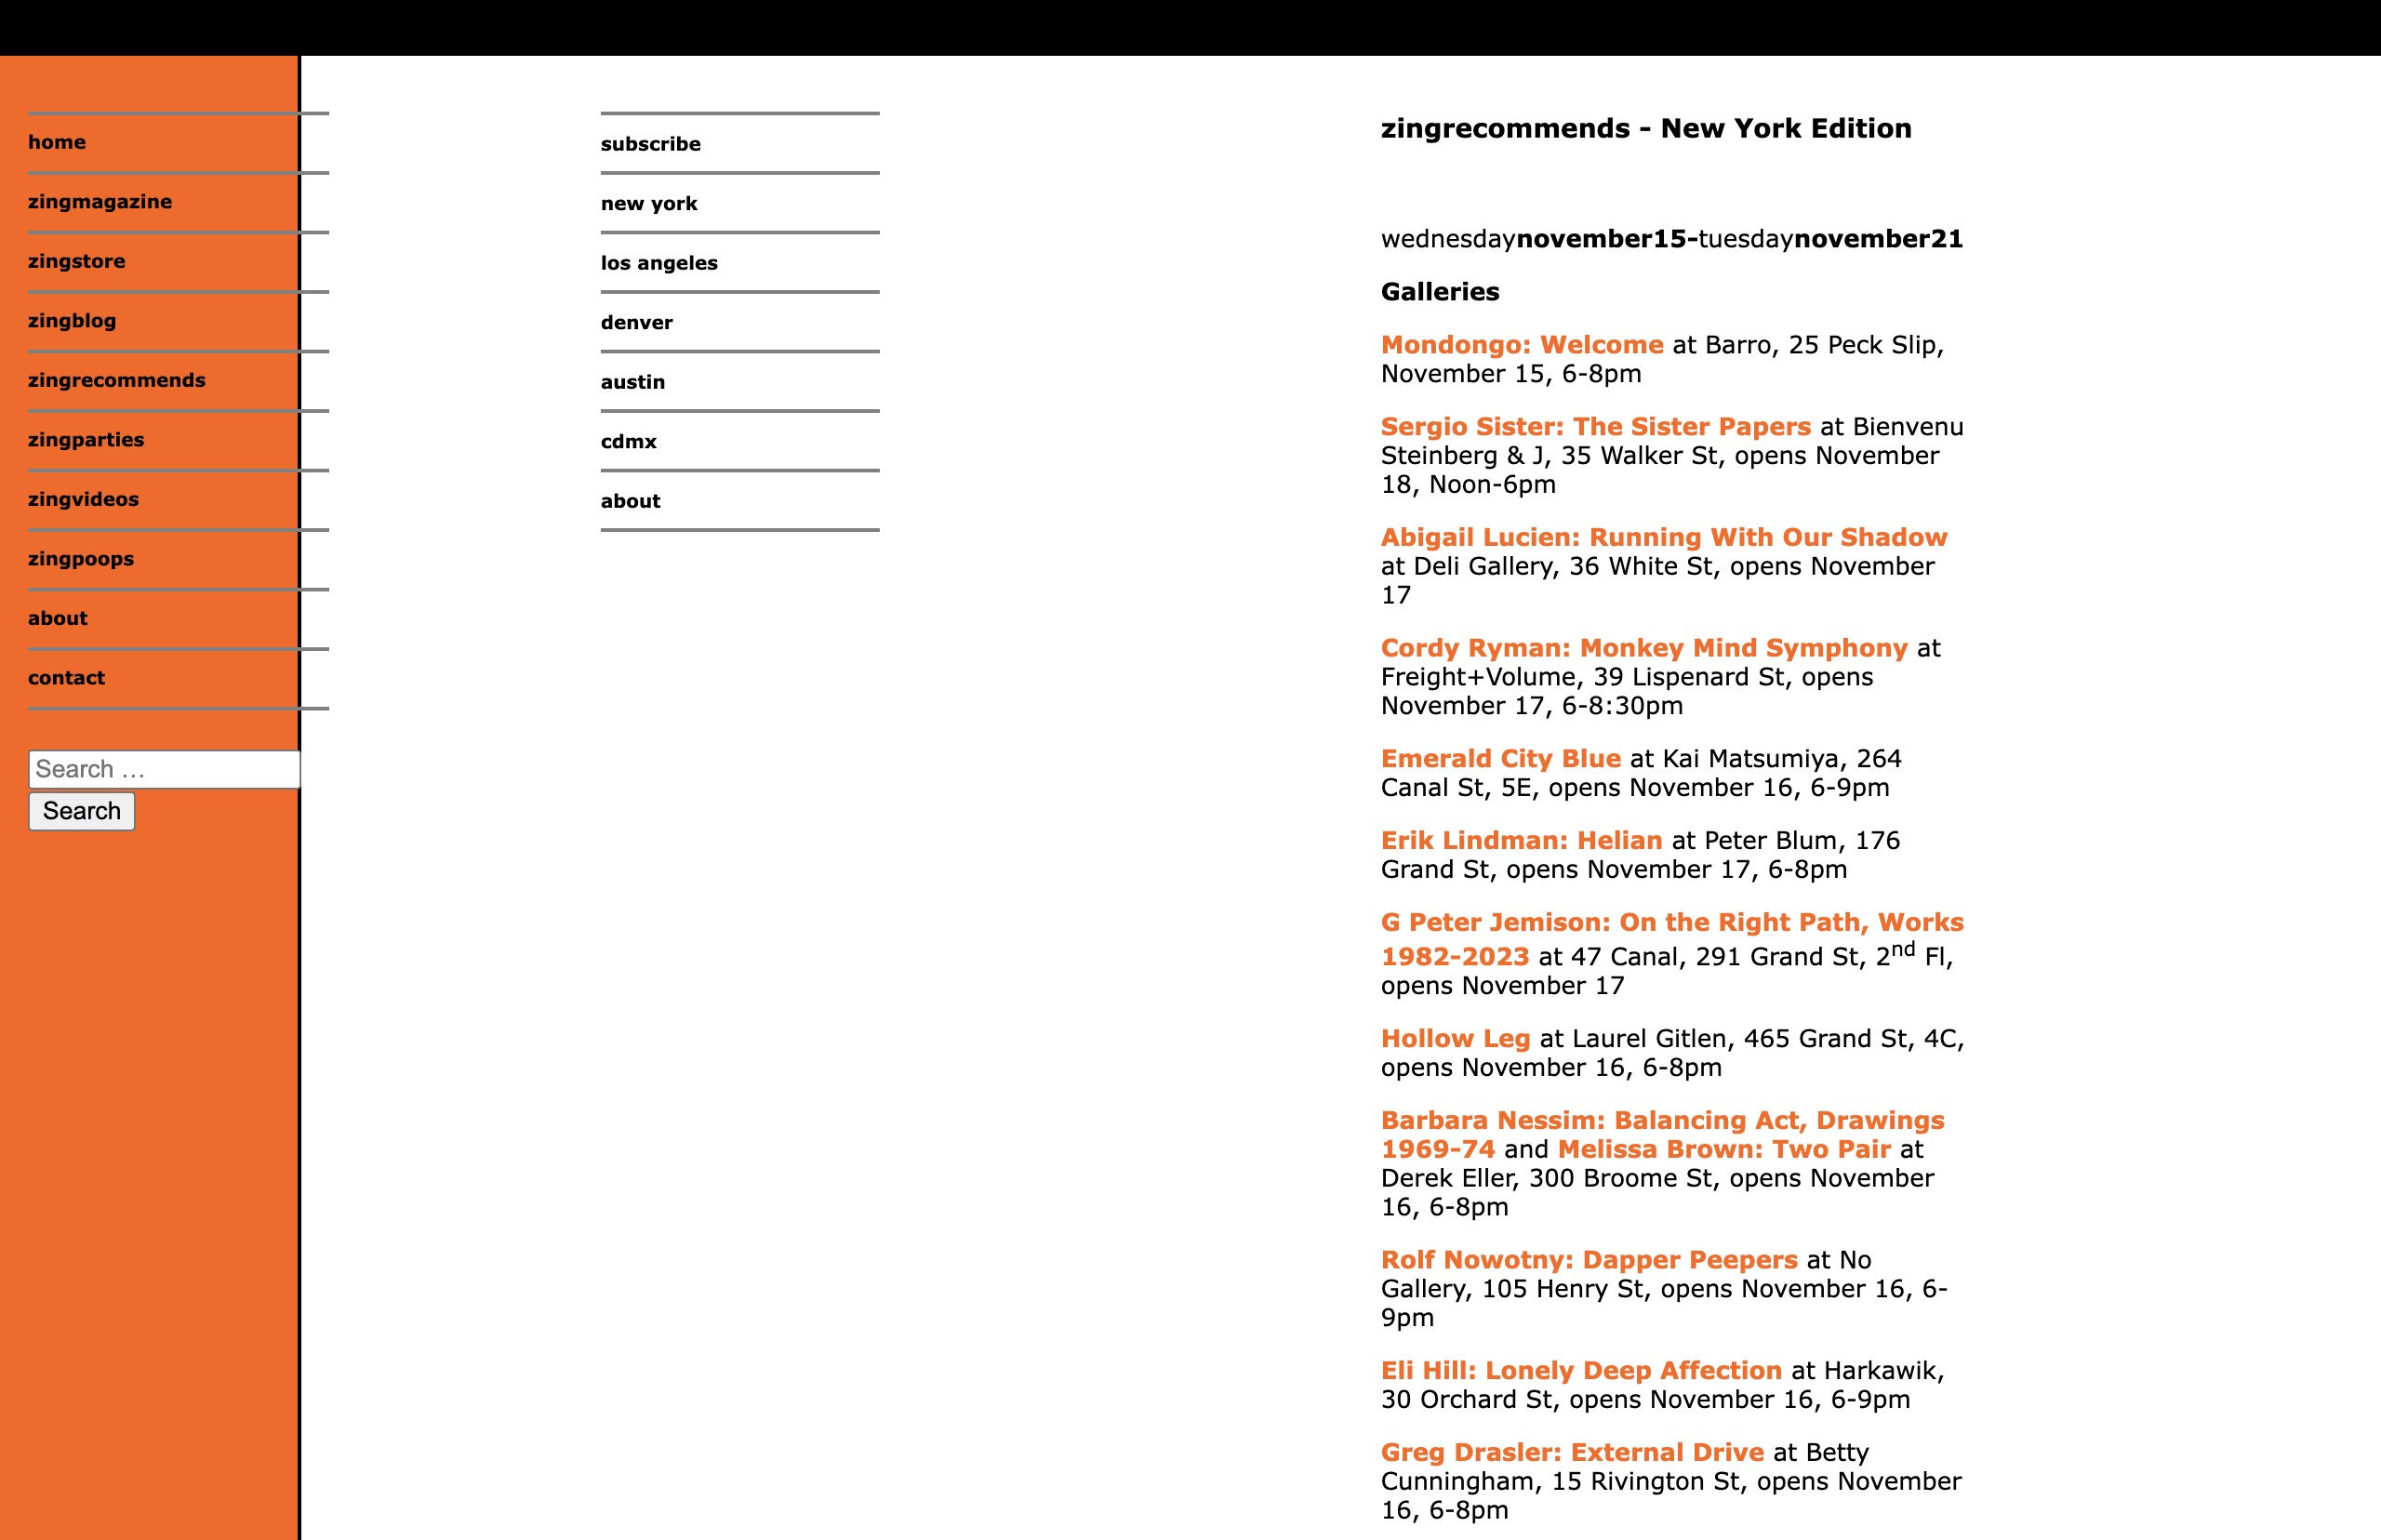 home
zingmagazine
zingstore
zingblog
zingrecommends
zingparties
zingvideos
zingpoops
about
contact
Search …
Search
subscribe
new york
los angeles
denver
austin
cdmx
about
zingrecommends - New York Edition
wednesdaynovember15-tuesdaynovember21
Galleries
Mondongo: Welcome at Barro, 25 Peck Slip,
November 15, 6-8pm
Sergio Sister: The Sister Papers at Bienvenu
Steinberg & J, 35 Walker St, opens November
18, Noon-6pm
Abigail Lucien: Running With Our Shadow
at Deli Gallery, 36 White St, opens November
17
Cordy Ryman: Monkey Mind Symphony at
Freight+Volume, 39 Lispenard St, opens
November 17, 6-8:30pm
Emerald City Blue at Kai Matsumiya, 264
Canal St, 5E, opens November 16, 6-9pm
Erik Lindman: Helian at Peter Blum, 176
Grand St, opens November 17, 6-8pm
G Peter Jemison: On the Right Path, Works
1982-2023 at 47 Canal, 291 Grand St, 2nd Fl,
opens November 17
Hollow Leg at Laurel Gitlen, 465 Grand St, 4C,
opens November 16, 6-8pm
Barbara Nessim: Balancing Act, Drawings
1969-74 and Melissa Brown: Two Pair at
Derek Eller, 300 Broome St, opens November
16, 6-8pm
Rolf Nowotny: Dapper Peepers at No
Gallery, 105 Henry St, opens November 16, 6-
9pm
Eli Hill: Lonely Deep Affection at Harkawik,
30 Orchard St, opens November 16, 6-9pm
Greg Drasler: External Drive at Betty
Cunningham, 15 Rivington St, opens November
16, 6-8pm